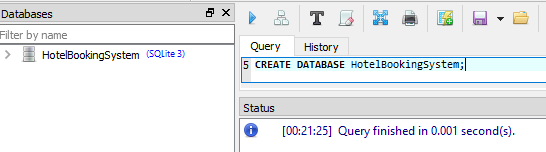 Databases
Filter by name
HotelBookingSystem (SQLite 3)
Query History
5 CREATE DATABASE HotelBookingSystem;
Status
[00:21:25] Query finished in 0.001 second(s).